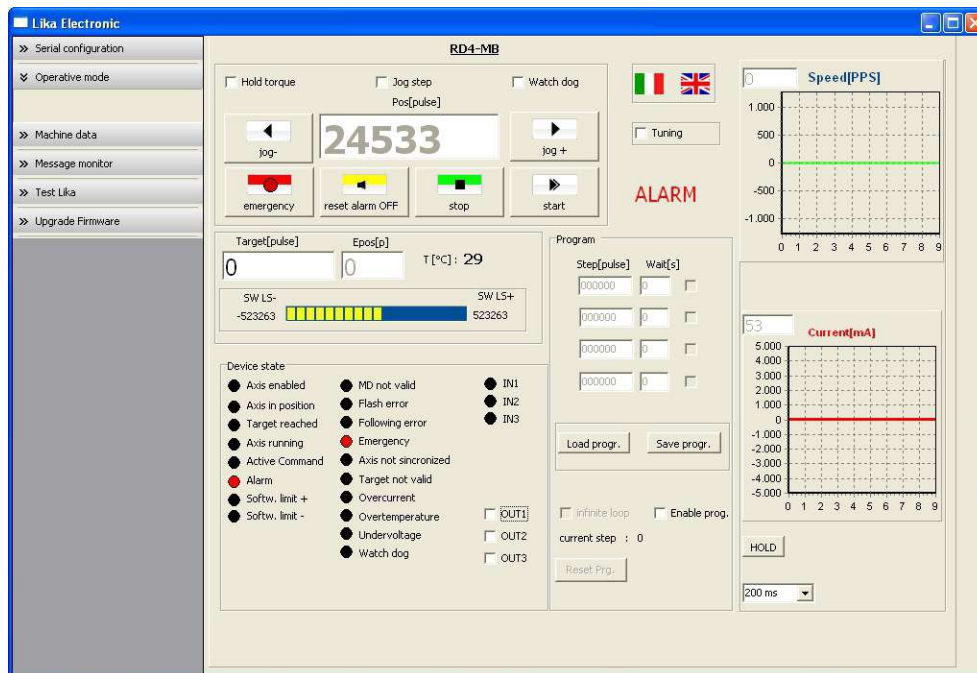 Lika Electronic
Serial configuration
Operative mode
Machine data
Message monitor
Test Lika
Upgrade Firmware
RD4-MB
Hold torque
Jog step
Watch dog
Pos[pulse]
jog-
24533
jog +
emergency
reset alarm OFF
stop
start
Tuning
ALARM
Target[pulse]
Epos[p]
0
0
T [°C] : 29
SW LS-
SW LS+
-523263
523263
Device state
Axis enabled
Axis in position
Target reached
Axis running
Active Command
Alarm
Softw. limit +
Softw. limit -
MD not valid
Flash error
Following error
Emergency
Axis not sincronized
Target not valid
Overcurrent
Overtemperature
Undervoltage
Watch dog
IN1
IN2
IN3
OUT1
OUT2
OUT3
Program
Step[pulse] Wait[s]
000000 0
000000 0
000000 0
000000 0
Load progr.
Save progr.
infinite loop
Enable prog.
current step : 0
Reset Prg.
0
Speed[PPS]
1.000
500
0
-500
-1.000
0 1 2 3 4 5 6 7 8 9
53
Current[mA]
5.000
4.000
3.000
2.000
1.000
0
-1.000
-2.000
-3.000
-4.000
-5.000
0 1 2 3 4 5 6 7 8 9
HOLD
200 ms